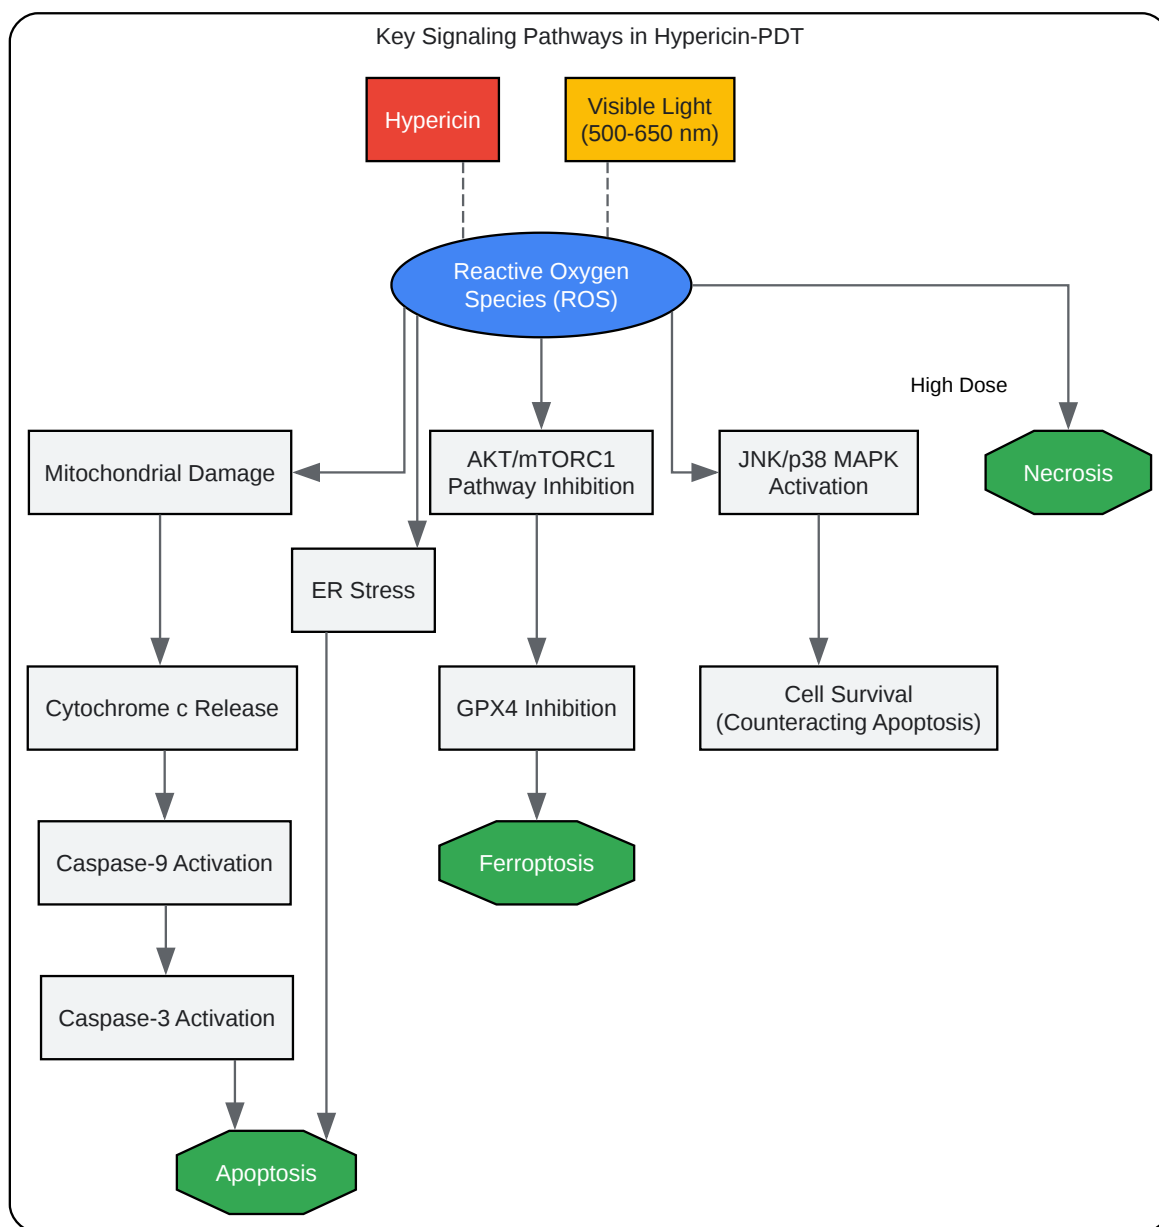 Key Signaling Pathways in Hypericin-PDT
Hypericin
Visible Light
(500-650 nm)
Reactive Oxygen
Species (ROS)
High Dose
Mitochondrial Damage
AKT/mTORC1
Pathway Inhibition
JNK/p38 MAPK
Activation
Necrosis
ER Stress
Cytochrome c Release
GPX4 Inhibition
Cell Survival
(Counteracting Apoptosis)
Caspase-9 Activation
Ferroptosis
Caspase-3 Activation
Apoptosis